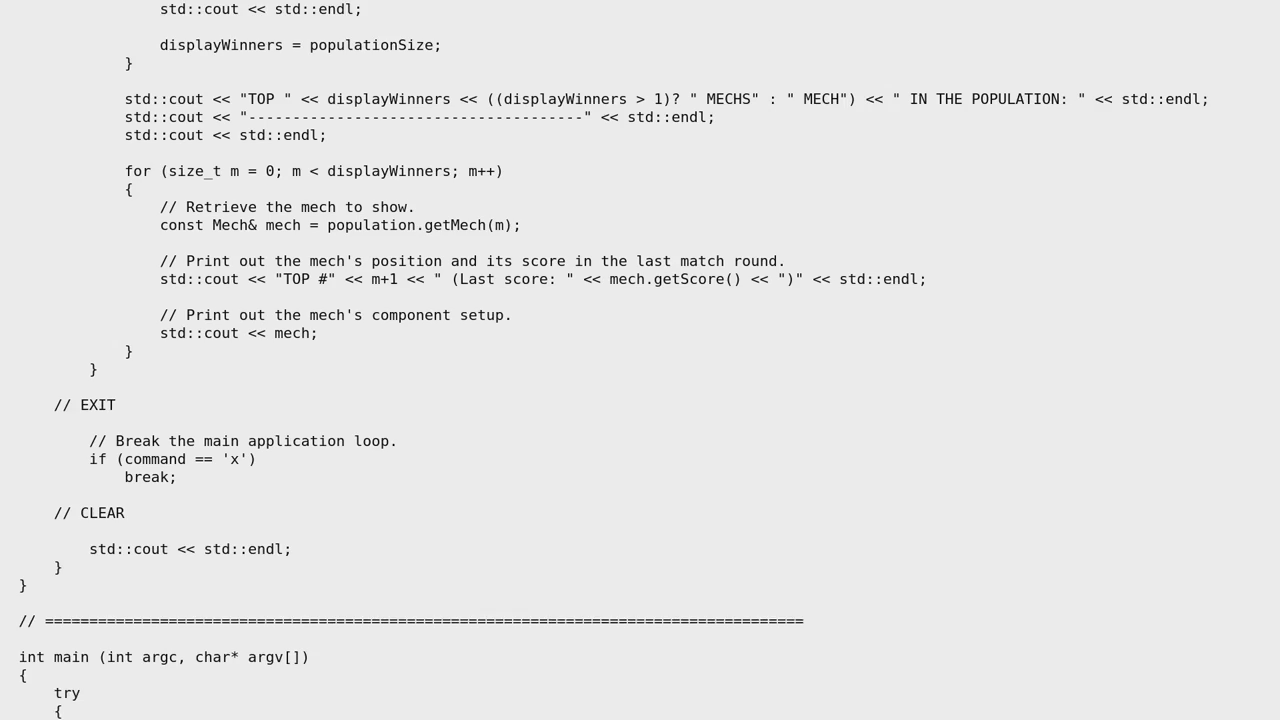 std::cout << std::endl;

                displayWinners = populationSize;
            }

            std::cout << "TOP " << displayWinners << ((displayWinners > 1)? " MECHS" : " MECH") << " IN THE POPULATION: " << std::endl;
            std::cout << "--------------------------------------" << std::endl;
            std::cout << std::endl;

            for (size_t m = 0; m < displayWinners; m++)
            {
                // Retrieve the mech to show.
                const Mech& mech = population.getMech(m);

                // Print out the mech's position and its score in the last match round.
                std::cout << "TOP #" << m+1 << " (Last score: " << mech.getScore() << ")" << std::endl;

                // Print out the mech's component setup.
                std::cout << mech;
            }
        }

    // EXIT

        // Break the main application loop.
        if (command == 'x')
            break;

    // CLEAR

        std::cout << std::endl;
    }
}

// ======================================================================================

int main (int argc, char* argv[])
{
    try
    {